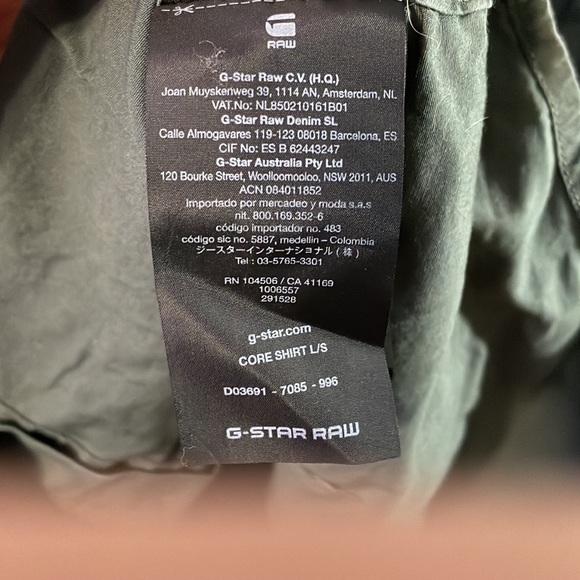 RAW
G-Star Raw C.V. (H.Q.)
Joan Muyskenweg 39, 1114 AN, Amsterdam, NL
VAT.No: NL850210161B01
G-Star Raw Denim SL
Calle Almogavares 119-123 08018 Barcelona, ES
CIF No: ES B 62443247
G-Star Australia Pty Ltd
120 Bourke Street, Woolloomooloo, NSW 2011, AUS
ACN 084011852
Importado por mercadeo y moda s.a.s
nit. 800.169.352-6
código importador no. 483
código sic no. 5887, medellin - Colombia
ジースターインターナショナル(株)
Tel : 03-5765-3301
RN 104506 / CA 41169
1006557
291528
g-star.com
CORE SHIRT L/S
D03691 - 7085 - 996
G-STAR RAW